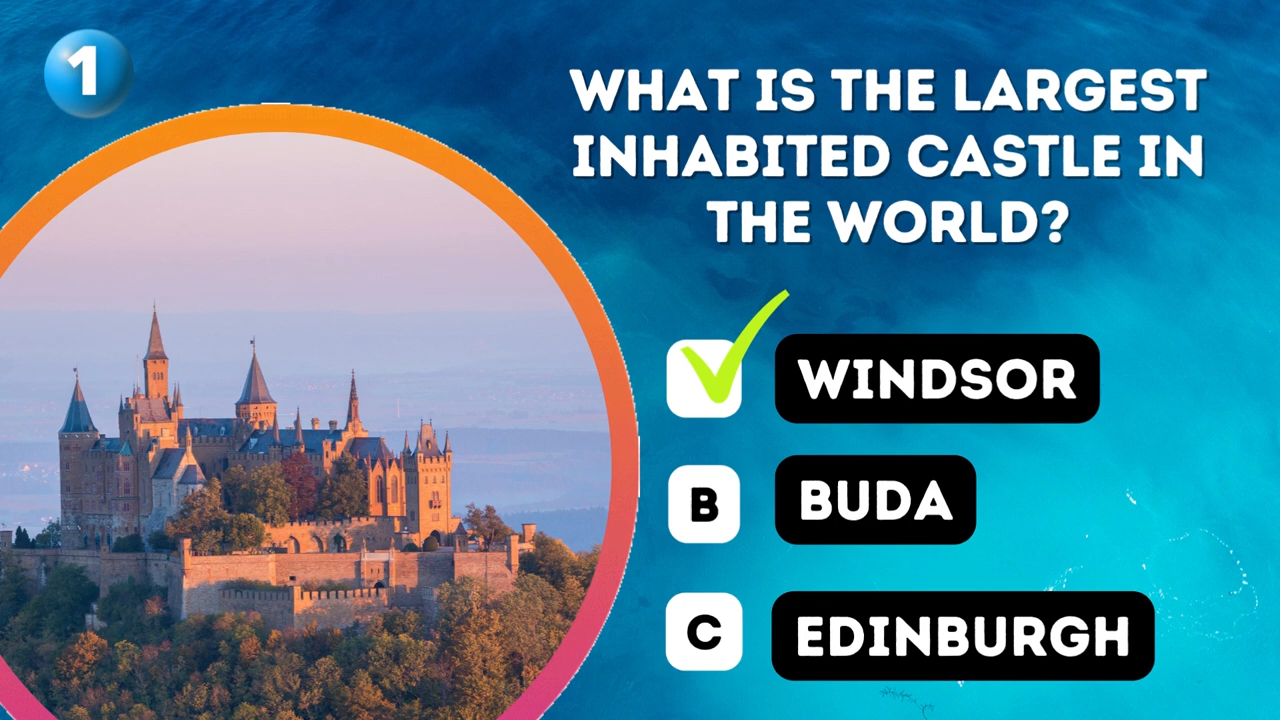 1
WHAT IS THE LARGEST
INHABITED CASTLE IN
THE WORLD?
WINDSOR
B BUDA
C EDINBURGH